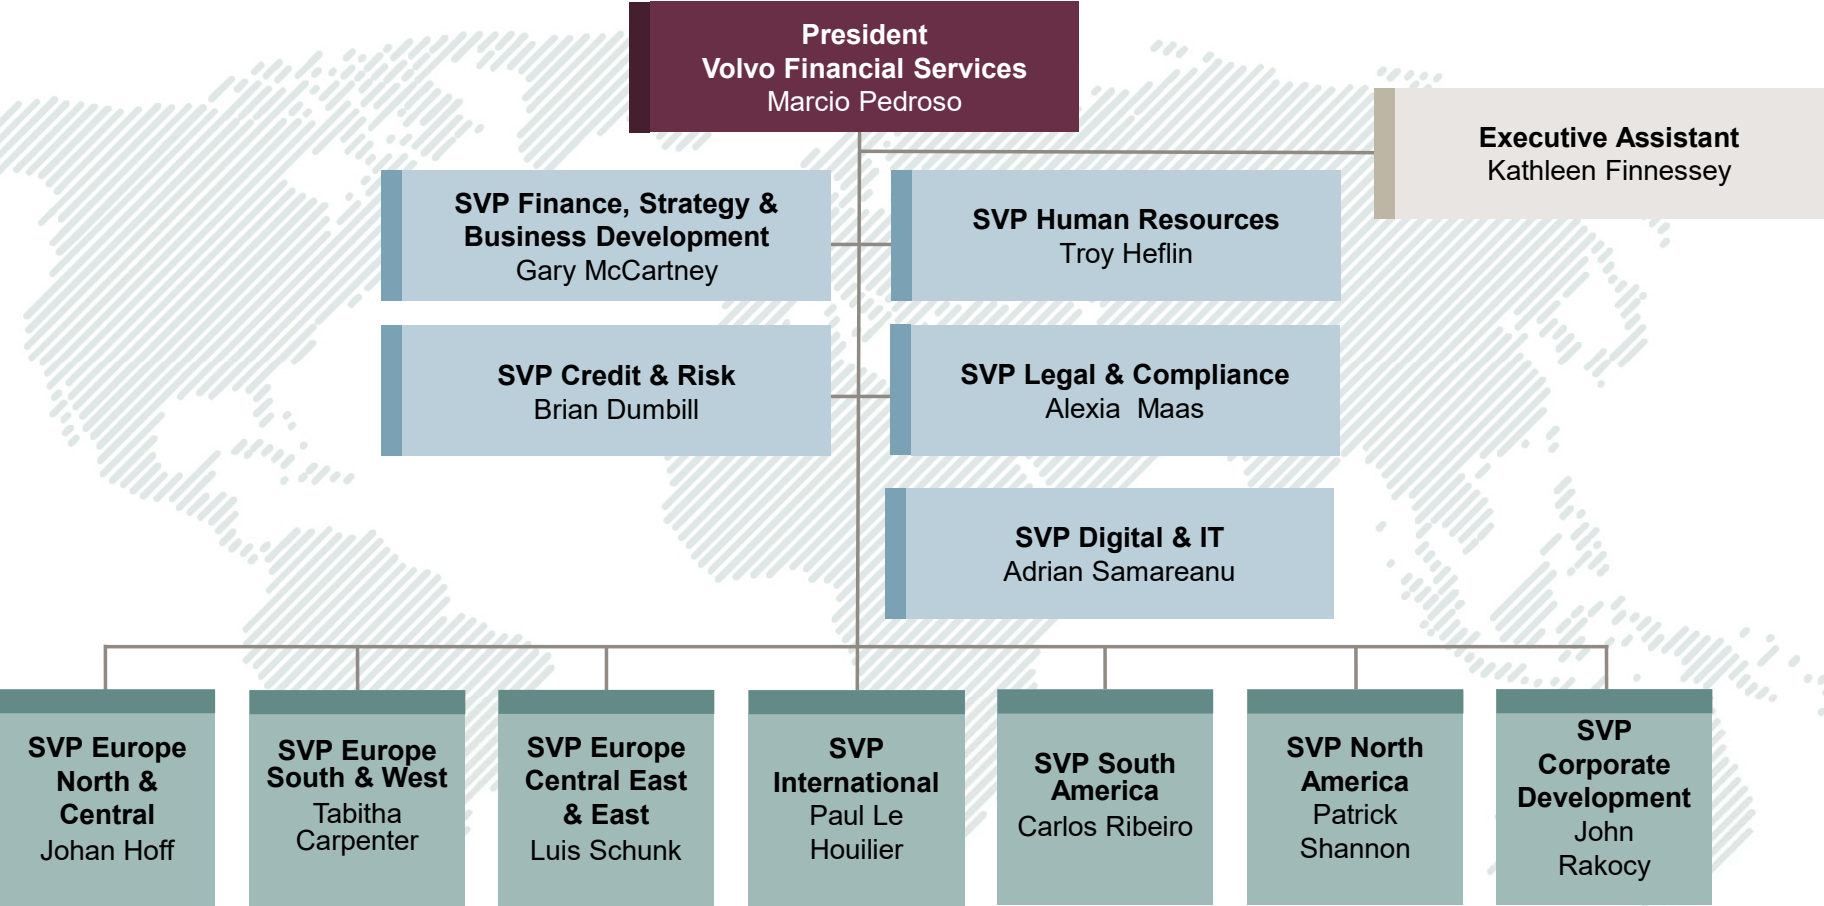 President
Volvo Financial Services
Marcio Pedroso
Executive Assistant
Kathleen Finnessey
SVP Finance, Strategy &
Business Development
Gary McCartney
SVP Human Resources
Troy Heflin
SVP Credit & Risk
Brian Dumbill
SVP Legal & Compliance
Alexia  Maas
SVP Digital & IT
Adrian Samareanu
SVP Europe
North &
Central
Johan Hoff
SVP Europe
South & West
Tabitha
Carpenter
SVP Europe
Central East
& East
Luis Schunk
SVP
International
Paul Le
Houilier
SVP South
America
Carlos Ribeiro
SVP North
America
Patrick
Shannon
SVP
Corporate
Development
John
Rakocy